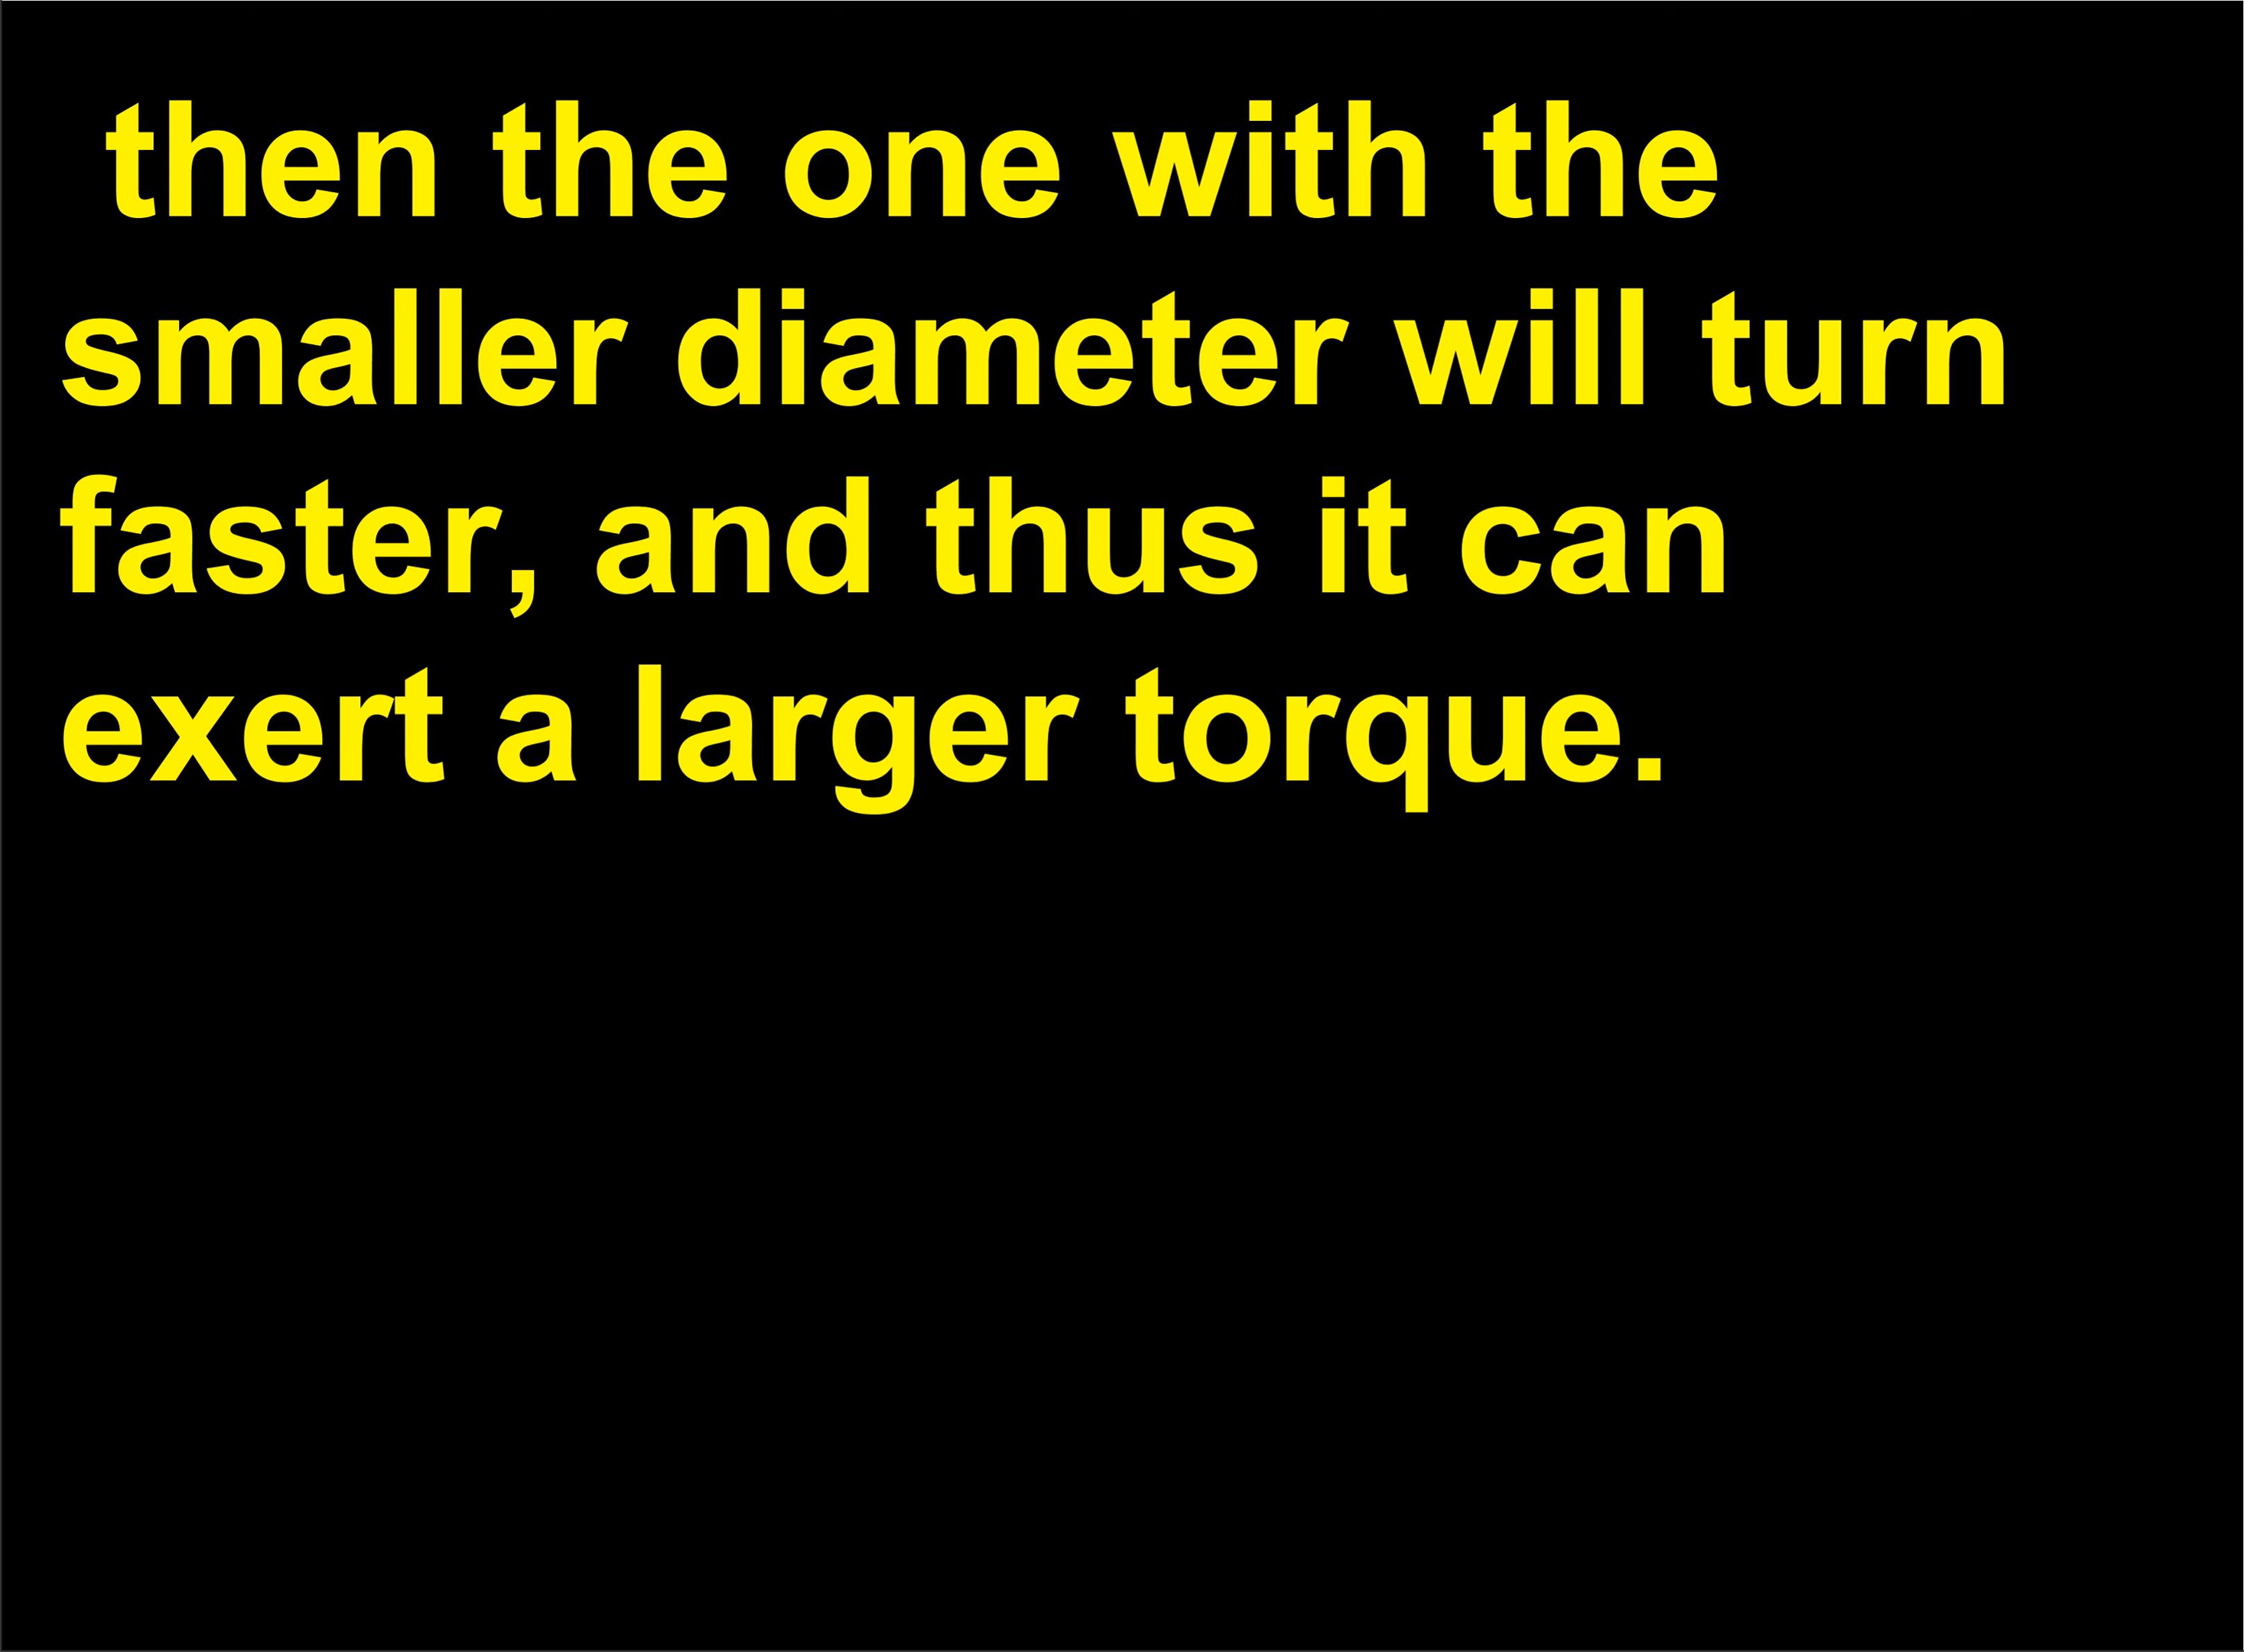 then the one with the
smaller diameter will turn
faster, and thus it can
exert a larger torque.